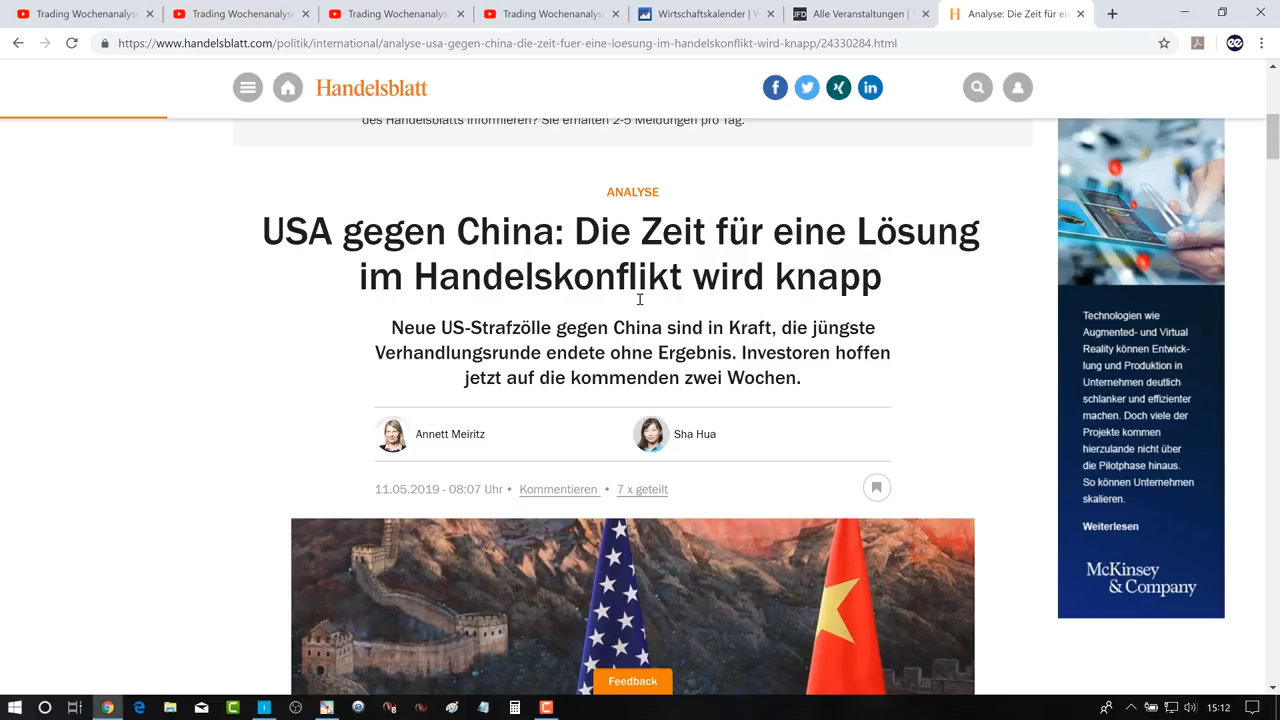 Trading Wochenanalys
Trading Wochenanalyse
Trading Wochenanalys
Trading Wochenanalys
Wirtschaftskalender | W
JFD
Alle Veranstaltungen | V
H
Analyse: Die Zeit für ein
https://www.handelsblatt.com/politik/international/analyse-usa-gegen-china-die-zeit-fuer-eine-loesung-im-handelskonflikt-wird-knapp/24330284.html
Handelsblatt
des Handelsblatts informieren? Sie erhalten 2-5 Meldungen pro Tag.
ANALYSE
USA gegen China: Die Zeit für eine Lösung
im Handelskonflikt wird knapp
Neue US-Strafzölle gegen China sind in Kraft, die jüngste
Verhandlungsrunde endete ohne Ergebnis. Investoren hoffen
jetzt auf die kommenden zwei Wochen.
Annett Meiritz
Sha Hua
11.05.2019 - 08:07 Uhr • Kommentieren • 7 x geteilt
Feedback
Technologien wie
Augmented- und Virtual
Reality können Entwick-
lung und Produktion in
Unternehmen deutlich
schlanker und effizienter
machen. Doch viele der
Projekte kommen
hierzulande nicht über
die Pilotphase hinaus.
So können Unternehmen
skalieren.
Weiterlesen
McKinsey
& Company
15:12